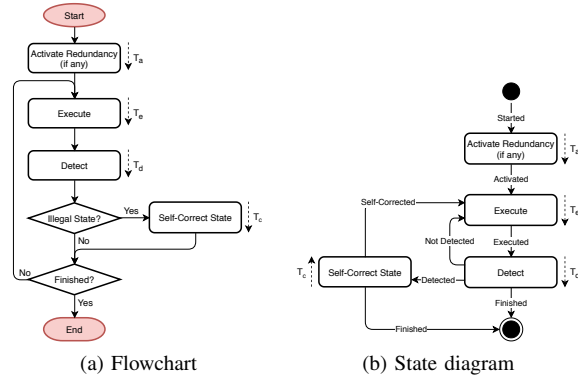 Start
Activate Redundancy
(if any)
Tₐ
Execute
Tₑ
Detect
T_d
Illegal State?
Yes
Self-Correct State
T_c
No
Finished?
No
Yes
End
(a) Flowchart
Started
Activate Redundancy
(if any)
Tₐ
Activated
Self-Corrected
Execute
Tₑ
Not Detected
Executed
T_c
Self-Correct State
Detected
Detect
T_d
Finished
Finished
(b) State diagram